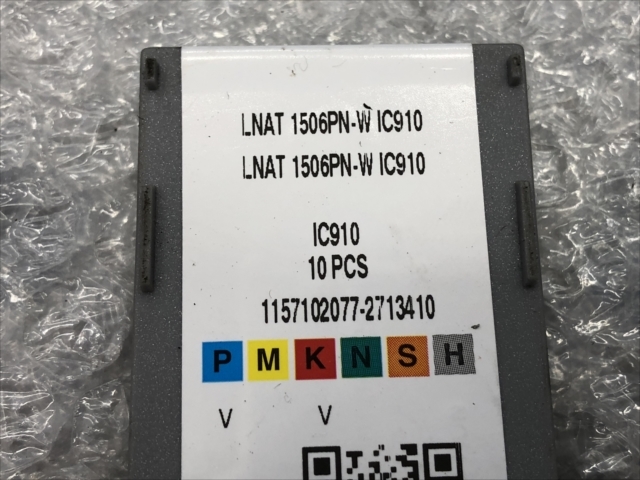 LNAT 1506PN-W IC910
LNAT 1506PN-W IC910
IC910
10 PCS
1157102077-2713410
P M K N S H
V V